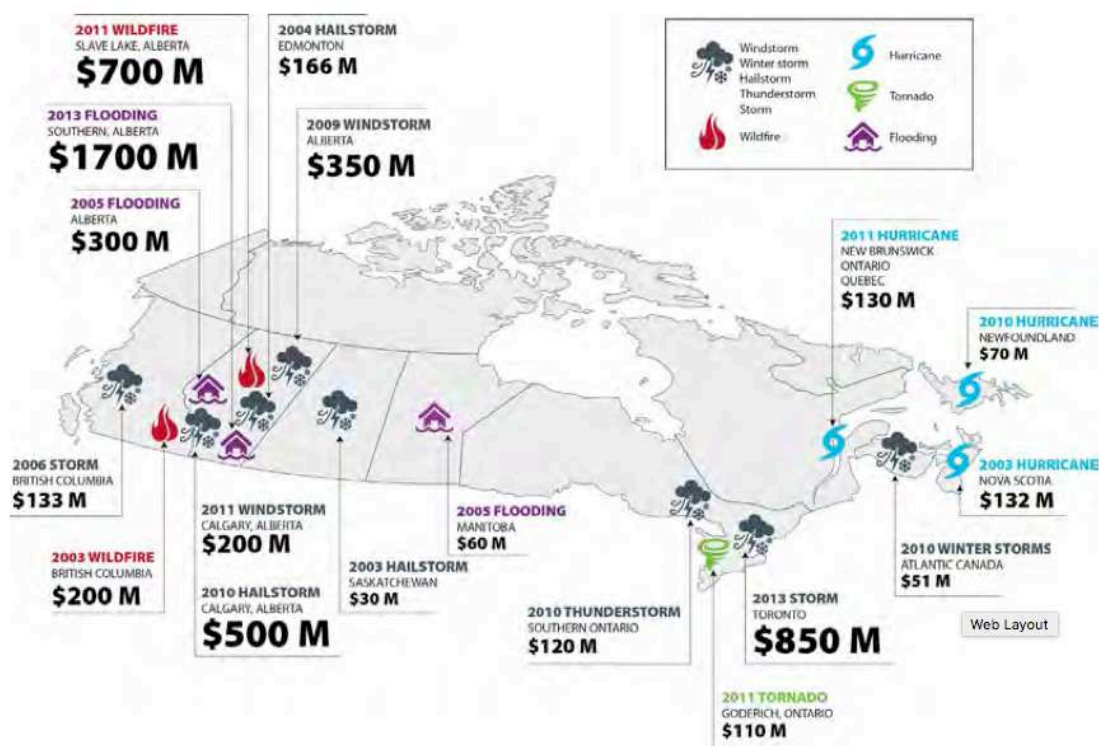 2011 WILDFIRE
SLAVE LAKE, ALBERTA
$700 M
2004 HAILSTORM
EDMONTON
$166 M
2013 FLOODING
SOUTHERN, ALBERTA
$1700 M
2009 WINDSTORM
ALBERTA
$350 M
2005 FLOODING
ALBERTA
$300 M
Windstorm
Winter storm
Hailstorm
Thunderstorm
Storm
Wildfire
Hurricane
Tornado
Flooding
2011 HURRICANE
NEW BRUNSWICK
ONTARIO
QUEBEC
$130 M
2010 HURRICANE
NEWFOUNDLAND
$70 M
2006 STORM
BRITISH COLUMBIA
$133 M
2003 HURRICANE
NOVA SCOTIA
$132 M
2011 WINDSTORM
CALGARY, ALBERTA
$200 M
2005 FLOODING
MANITOBA
$60 M
2003 WILDFIRE
BRITISH COLUMBIA
$200 M
2010 HAILSTORM
CALGARY, ALBERTA
$500 M
2003 HAILSTORM
SASKATCHEWAN
$30 M
2010 WINTER STORMS
ATLANTIC CANADA
$51 M
2010 THUNDERSTORM
SOUTHERN ONTARIO
$120 M
2013 STORM
TORONTO
$850 M
Web Layout
2011 TORNADO
GODERICH, ONTARIO
$110 M